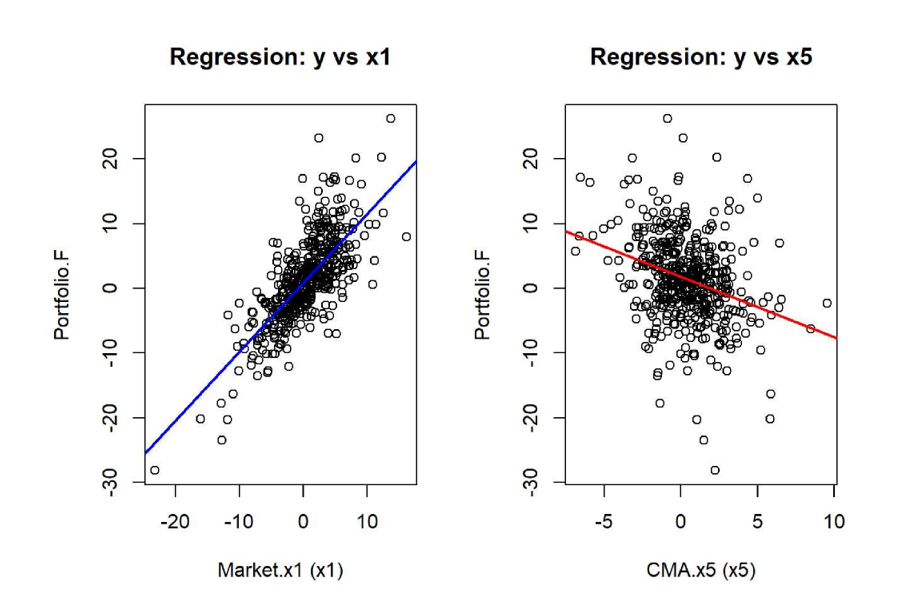 Regression: y vs x1
Portfolio.F
20
10
0
-10
-20
-30
-20 -10 0 10
Market.x1 (x1)
Regression: y vs x5
Portfolio.F
20
10
0
-10
-20
-30
-5 0 5 10
CMA.x5 (x5)